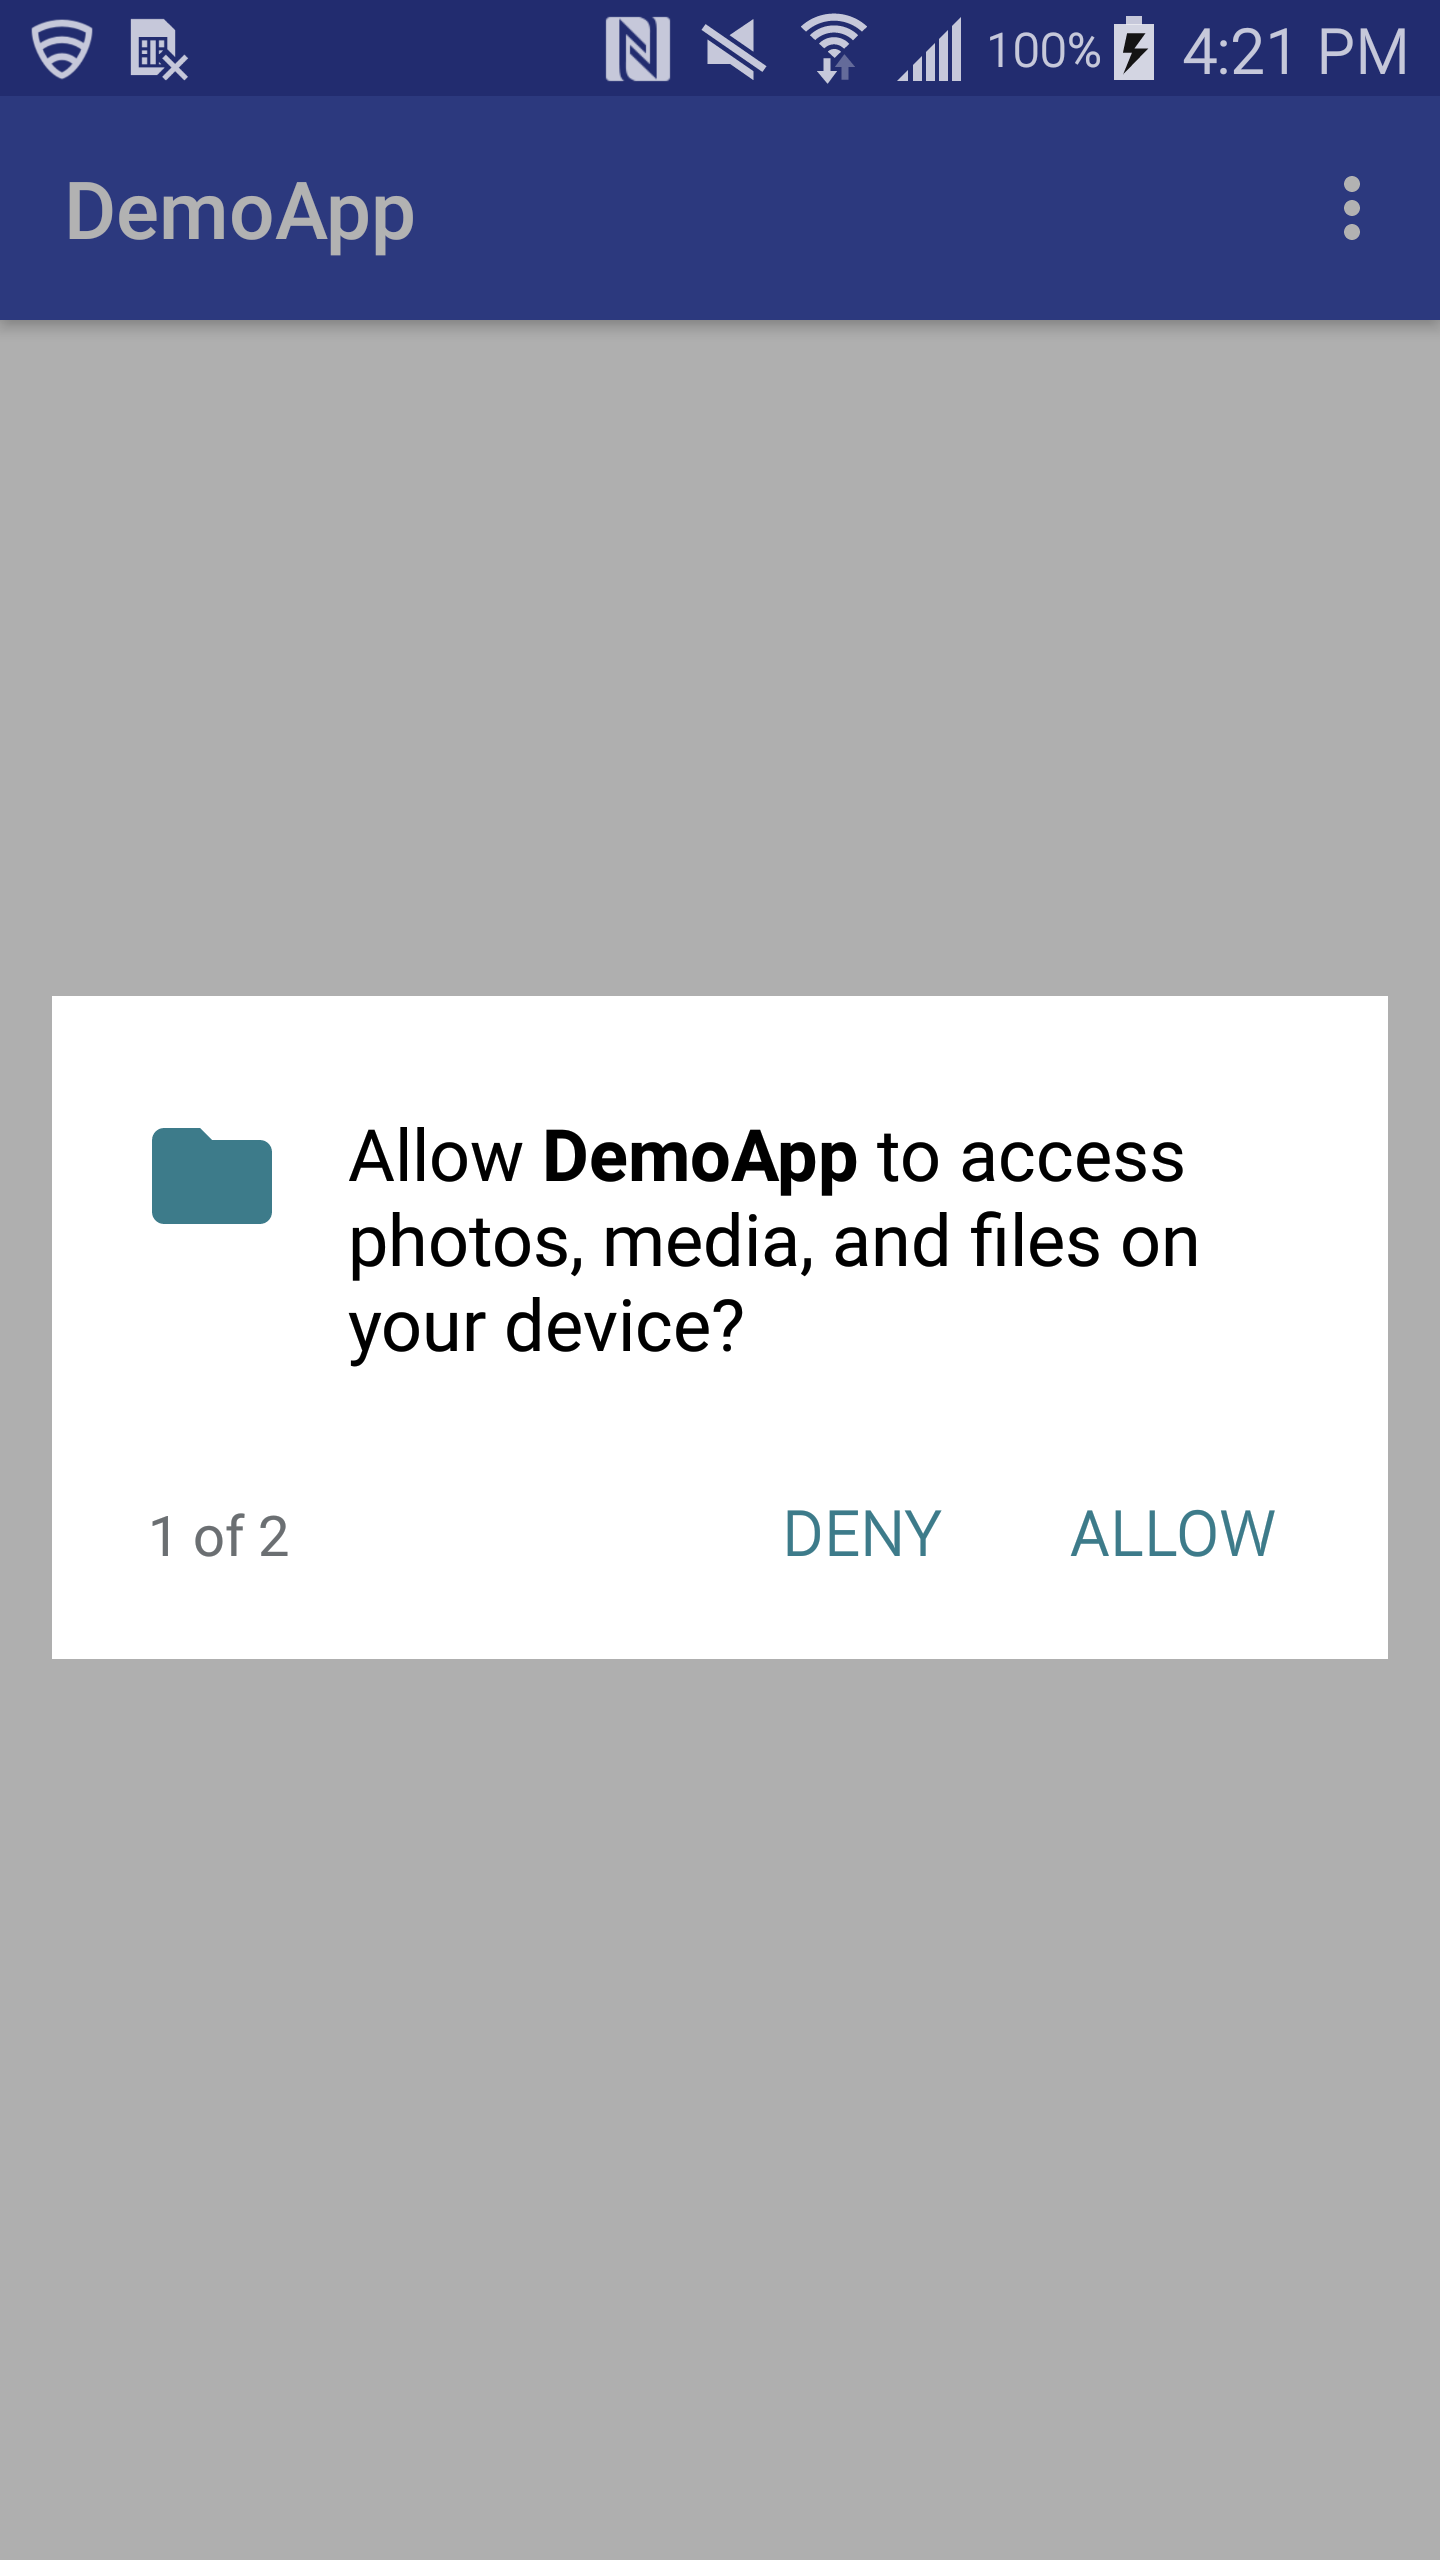 100% 4:21 PM
DemoApp
Allow DemoApp to access
photos, media, and files on
your device?
1 of 2 DENY ALLOW